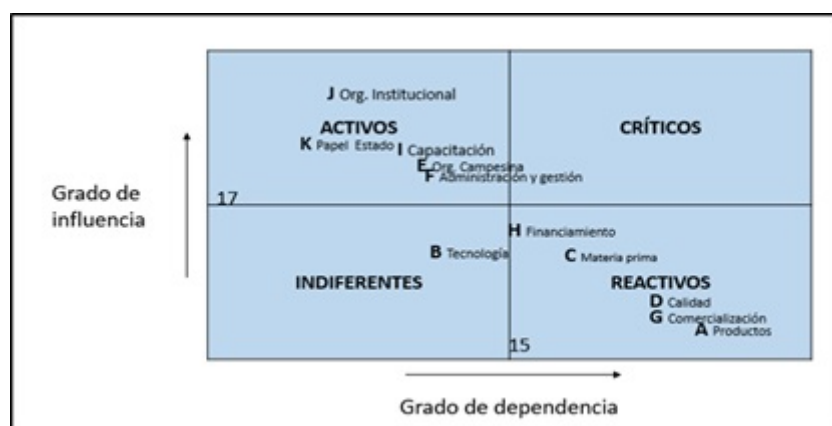 J Org. Institucional
ACTIVOS
CRÍTICOS
K Papel Estado
I Capacitación
E Org. Campesina
F Administración y gestión
Grado de
influencia
17
H Financiamiento
B Tecnología
C Materia prima
INDIFERENTES
REACTIVOS
D Calidad
G Comercialización
A Productos
15
Grado de dependencia